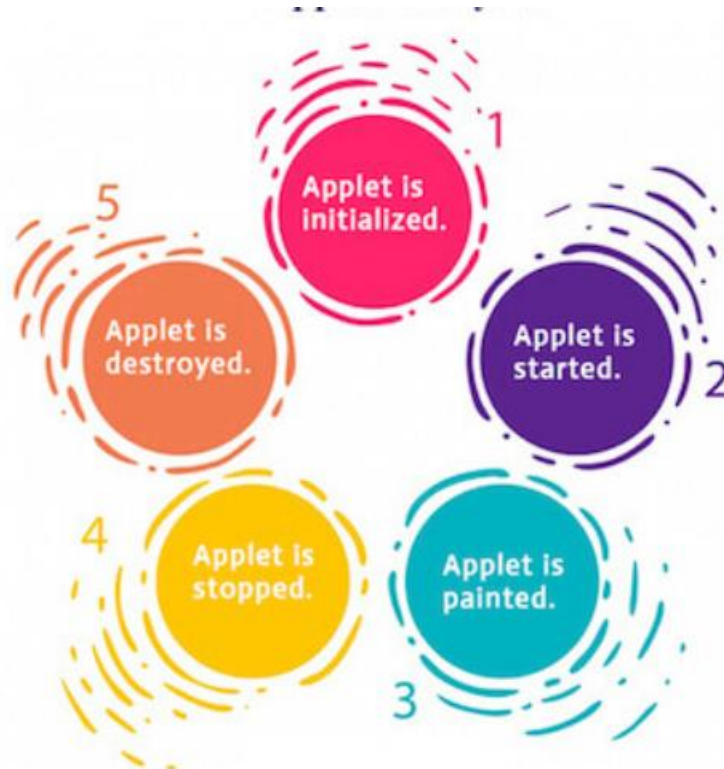 1
Applet is
initialized.
2
Applet is
started.
3
Applet is
painted.
4
Applet is
stopped.
5
Applet is
destroyed.